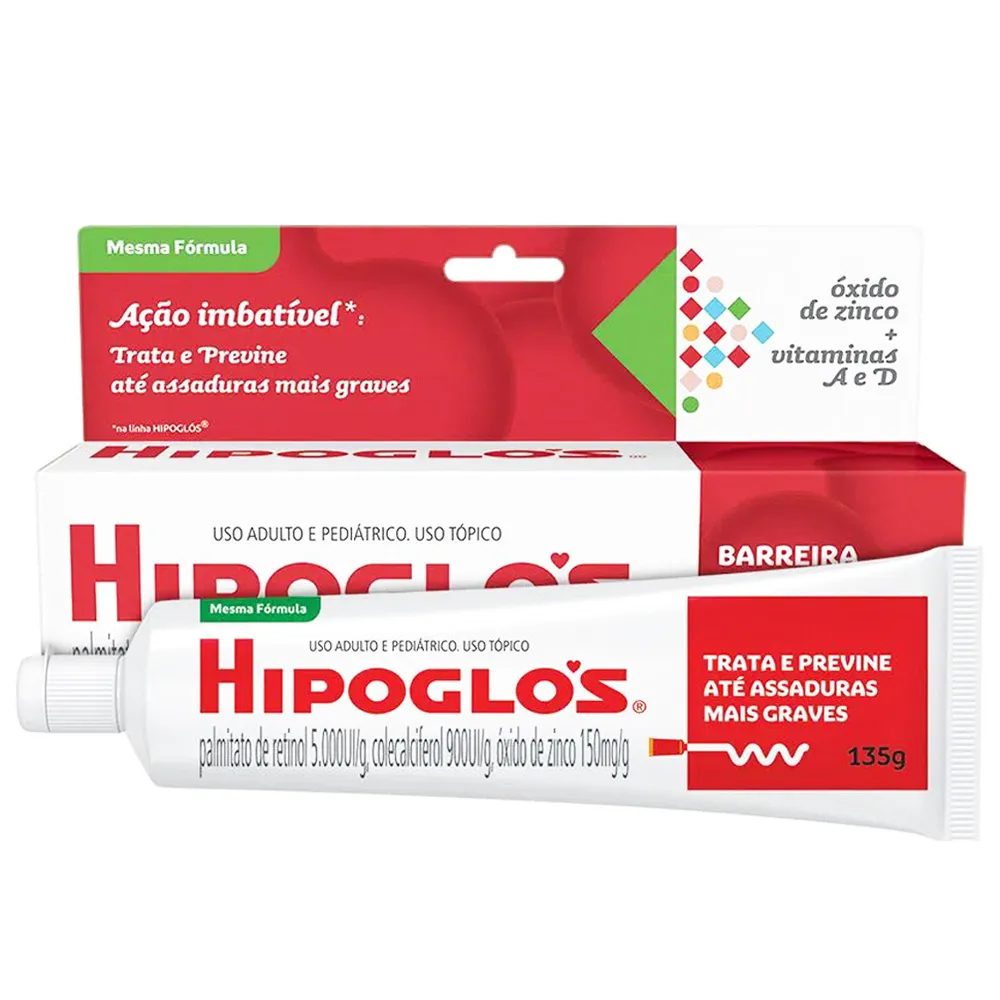 Mesma Fórmula
Ação imbatível*:
Trata e Previne
até assaduras mais graves
*na linha HIPOGLÓS®
óxido
de zinco
+
vitaminas
A e D
HIPOGLÓS
USO ADULTO E PEDIÁTRICO. USO TÓPICO
HIPOGLÓS
BARREIRA
Mesma Fórmula
USO ADULTO E PEDIÁTRICO. USO TÓPICO
HIPOGLÓS®
palmitato de retinol 5.000UI/g, colecalciferol 900UI/g, óxido de zinco 150mg/g
TRATA E PREVINE
ATÉ ASSADURAS
MAIS GRAVES
135g